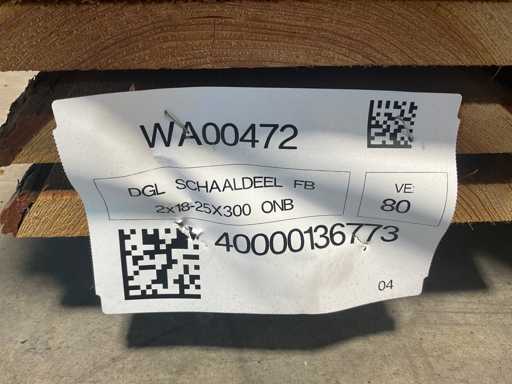 WA00472
DGL SCHAALDEEL FB
2x18-25X300 ONB
VE:
80
40000136773
04